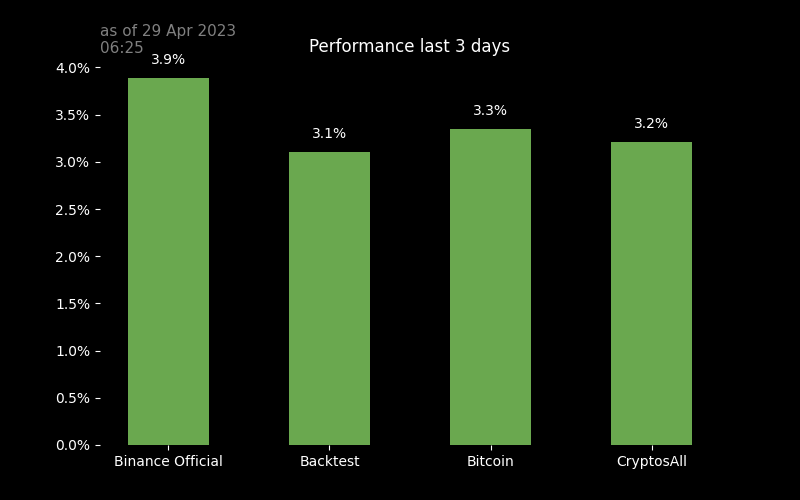 as of 29 Apr 2023
06:25
Performance last 3 days
4.0%
3.5%
3.0%
2.5%
2.0%
1.5%
1.0%
0.5%
0.0%
3.9%
3.1%
3.3%
3.2%
Binance Official
Backtest
Bitcoin
CryptosAll